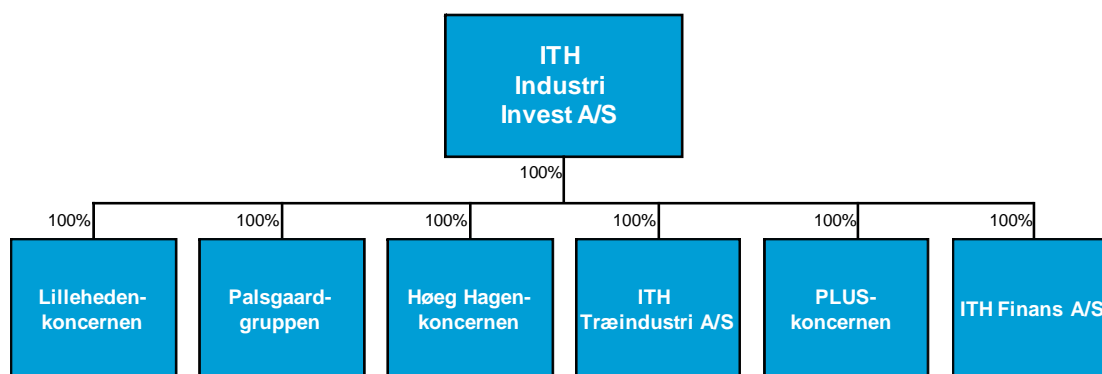 ITH
Industri
Invest A/S
100%
100%
100%
100%
100%
100%
100%
Lilleheden-
koncernen
Palsgaard-
gruppen
Høeg Hagen-
koncernen
ITH
Træindustri A/S
PLUS-
koncernen
ITH Finans A/S